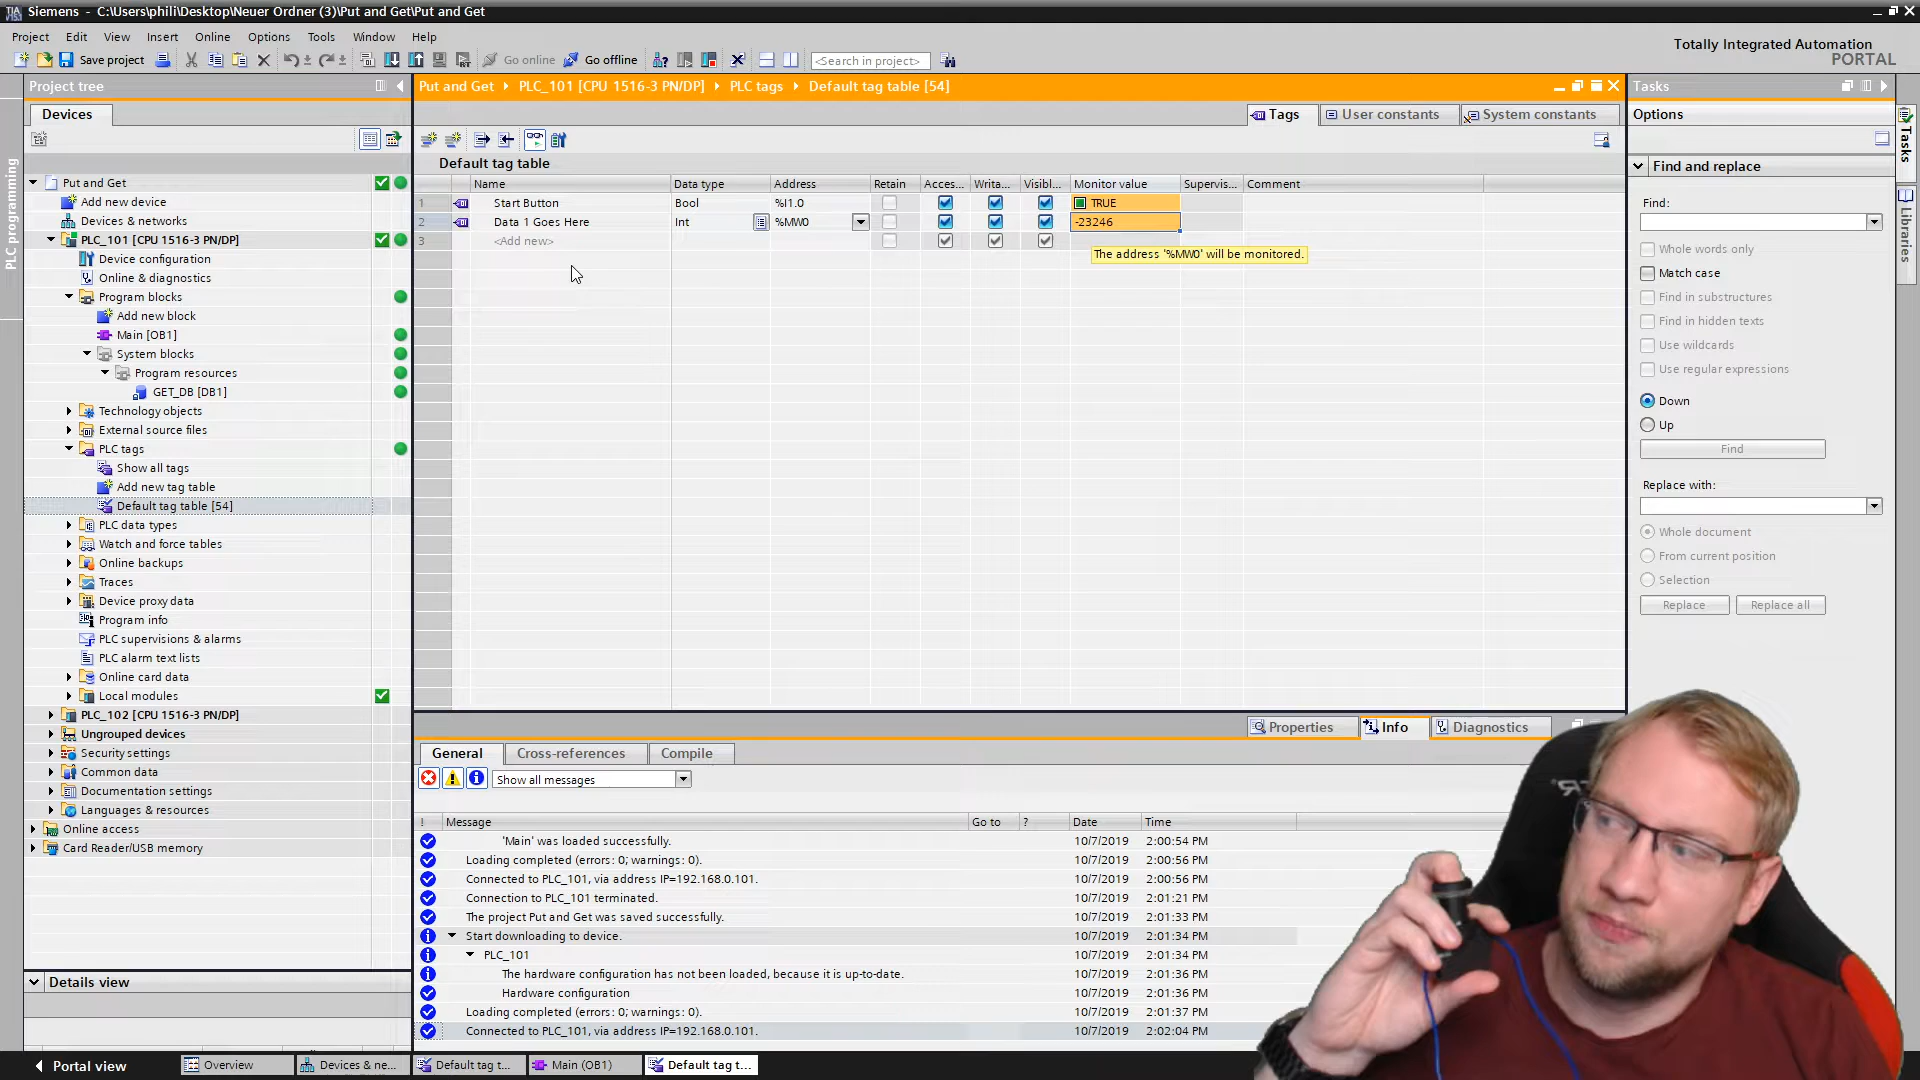 Siemens - C:\Users\phili\Desktop\Neuer Ordner (3)\Put and Get\Put and Get
Project Edit View Insert Online Options Tools Window Help
Totally Integrated Automation
PORTAL
Save project
Go online
Go offline
<Search in project>
Project tree
Put and Get
PLC_101 [CPU 1516-3 PN/DP]
PLC tags
Default tag table [54]
Tasks
Devices
Tags
User constants
System constants
Options
PLC programming
Default tag table
Find and replace
Name Data type Address Retain Acces... Writa... Visibl... Monitor value Supervis... Comment
1 Start Button Bool %I1.0 TRUE
2 Data 1 Goes Here Int %MW0 -23246
3 <Add new>
The address '%MW0' will be monitored.
Put and Get
Add new device
Devices & networks
PLC_101 [CPU 1516-3 PN/DP]
Device configuration
Online & diagnostics
Program blocks
Add new block
Main [OB1]
System blocks
Program resources
GET_DB [DB1]
Technology objects
External source files
PLC tags
Show all tags
Add new tag table
Default tag table [54]
PLC data types
Watch and force tables
Online backups
Traces
Device proxy data
Program info
PLC supervisions & alarms
PLC alarm text lists
Online card data
Local modules
PLC_102 [CPU 1516-3 PN/DP]
Ungrouped devices
Security settings
Common data
Documentation settings
Languages & resources
Online access
Card Reader/USB memory
Details view
Find:
Whole words only
Match case
Find in substructures
Find in hidden texts
Use wildcards
Use regular expressions
Down
Up
Find
Replace with:
Whole document
From current position
Selection
Replace
Replace all
Tasks
Libraries
Properties
Info
Diagnostics
General
Cross-references
Compile
Show all messages
! Message Go to ? Date Time
'Main' was loaded successfully. 10/7/2019 2:00:54 PM
Loading completed (errors: 0; warnings: 0). 10/7/2019 2:00:56 PM
Connected to PLC_101, via address IP=192.168.0.101. 10/7/2019 2:00:56 PM
Connection to PLC_101 terminated. 10/7/2019 2:01:21 PM
The project Put and Get was saved successfully. 10/7/2019 2:01:33 PM
Start downloading to device. 10/7/2019 2:01:34 PM
PLC_101 10/7/2019 2:01:34 PM
The hardware configuration has not been loaded, because it is up-to-date. 10/7/2019 2:01:36 PM
Hardware configuration 10/7/2019 2:01:36 PM
Loading completed (errors: 0; warnings: 0). 10/7/2019 2:01:37 PM
Connected to PLC_101, via address IP=192.168.0.101. 10/7/2019 2:02:04 PM
Portal view
Overview
Devices & ne...
Default tag t...
Main (OB1)
Default tag t...